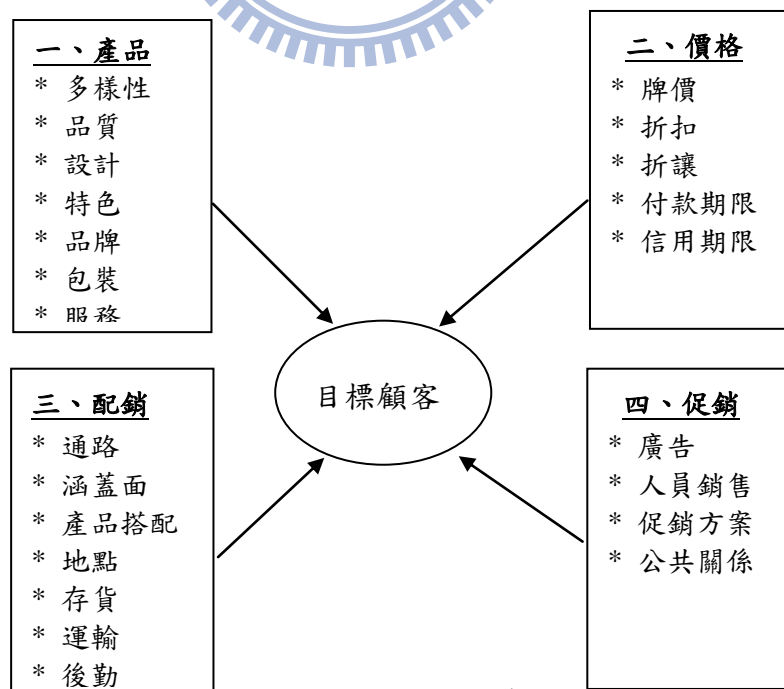 一、產品
* 多樣性
* 品質
* 設計
* 特色
* 品牌
* 包裝
* 服務
二、價格
* 牌價
* 折扣
* 折讓
* 付款期限
* 信用期限
目標顧客
三、配銷
* 通路
* 涵蓋面
* 產品搭配
* 地點
* 存貨
* 運輸
* 後勤
四、促銷
* 廣告
* 人員銷售
* 促銷方案
* 公共關係